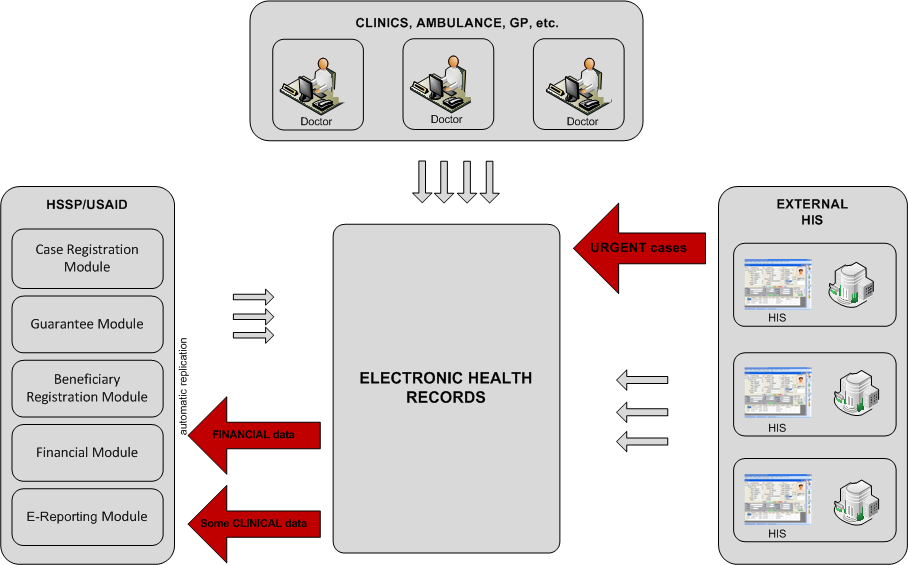 CLINICS, AMBULANCE, GP, etc.
Doctor
Doctor
Doctor
HSSP/USAID
Case Registration
Module
Guarantee Module
Beneficiary
Registration Module
Financial Module
E-Reporting Module
automatic replication
FINANCIAL data
Some CLINICAL data
ELECTRONIC HEALTH
RECORDS
URGENT cases
EXTERNAL
HIS
HIS
HIS
HIS